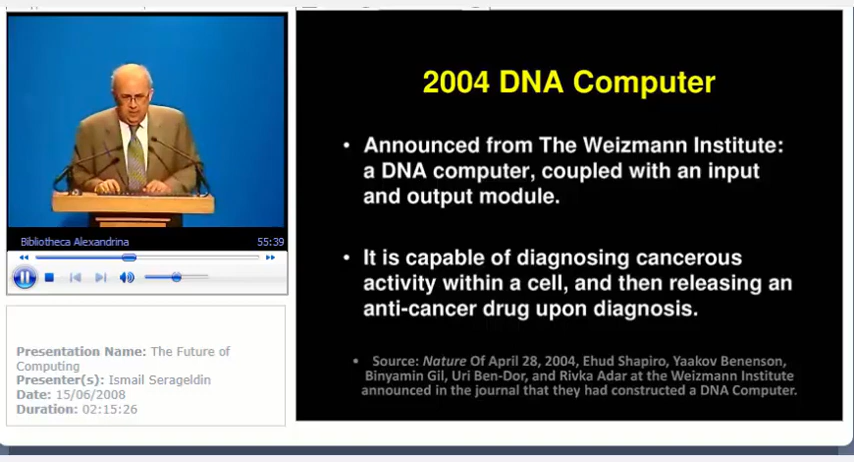 Bibliotheca Alexandrina 55:39
Presentation Name: The Future of
Computing
Presenter(s): Ismail Serageldin
Date: 15/06/2008
Duration: 02:15:26
2004 DNA Computer
• Announced from The Weizmann Institute:
a DNA computer, coupled with an input
and output module.
• It is capable of diagnosing cancerous
activity within a cell, and then releasing an
anti-cancer drug upon diagnosis.
• Source: Nature Of April 28, 2004, Ehud Shapiro, Yaakov Benenson,
Binyamin Gil, Uri Ben-Dor, and Rivka Adar at the Weizmann Institute
announced in the journal that they had constructed a DNA Computer.